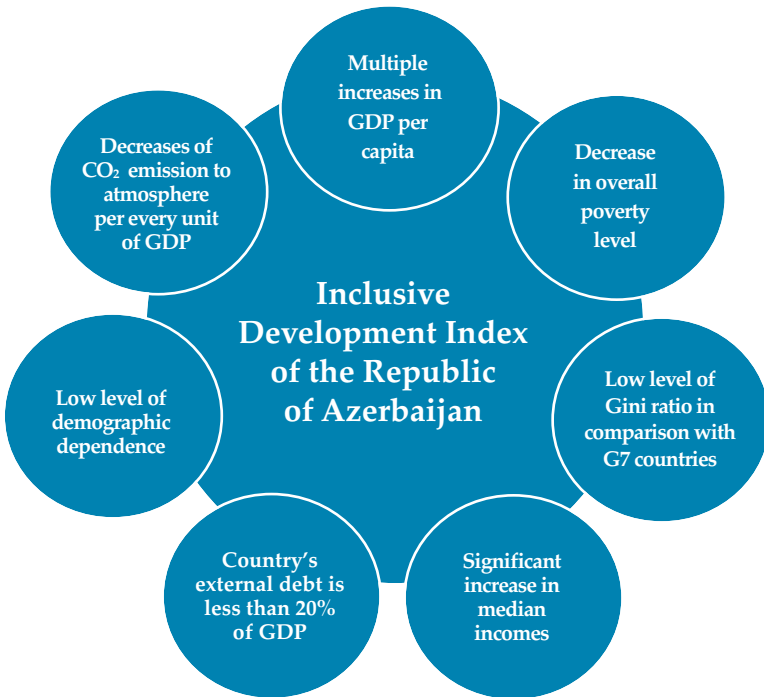 Multiple
increases in
GDP per
capita
Decrease
in overall
poverty
level
Low level of
Gini ratio in
comparison with
G7 countries
Significant
increase in
median
incomes
Country’s
external debt is
less than 20%
of GDP
Low level of
demographic
dependence
Decreases of
CO₂ emission to
atmosphere
per every unit
of GDP
Inclusive
Development Index
of the Republic
of Azerbaijan